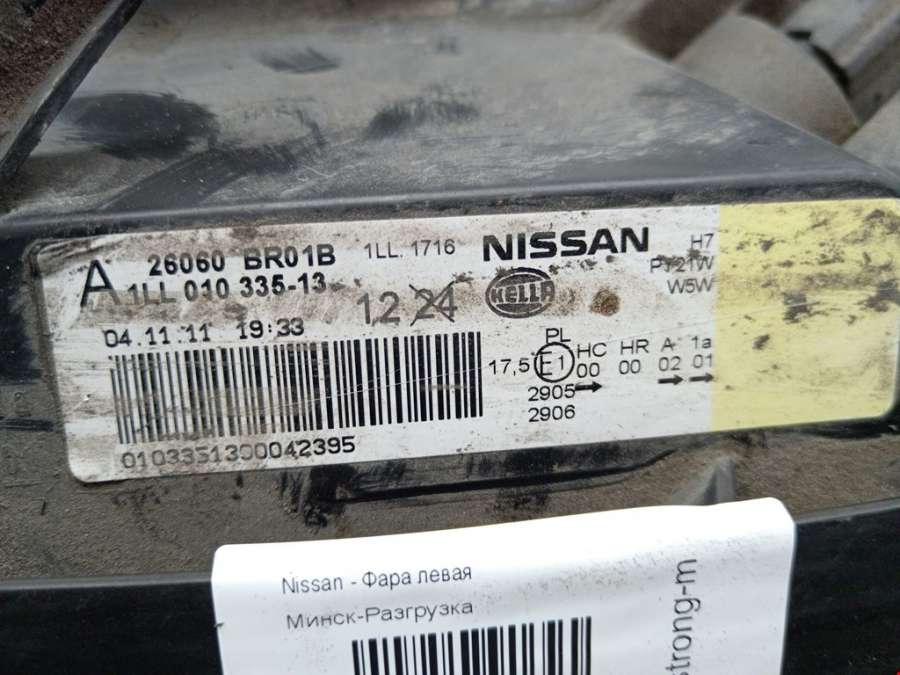 A
26060 BR01B
1LL. 1716
NISSAN
H7
1LL 010 335-13
PY21W
12 24
HELLA
W5W
04.11.11 19:33
PL
17,5 E1
HC HR A 1a
00 00 02 01
2905
2906
Nissan - Фара левая
Минск-Разгрузка
strong-m